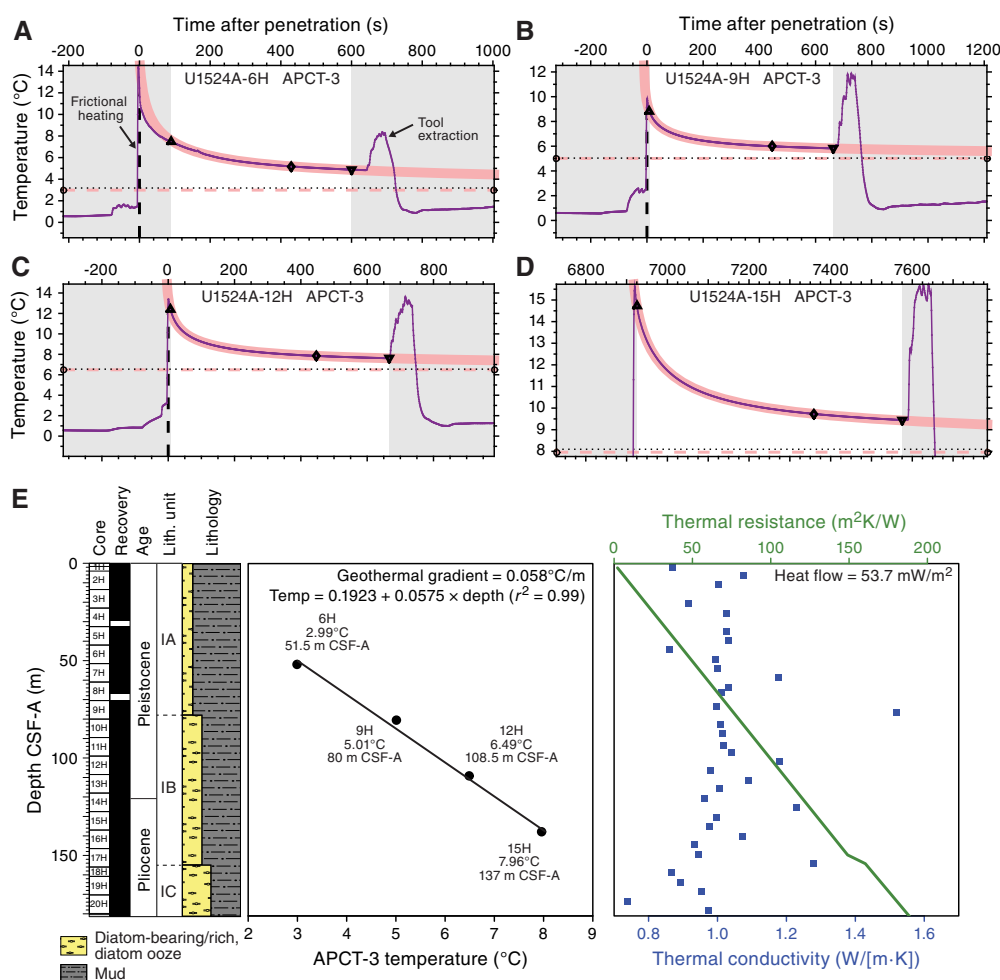 A
Time after penetration (s)
-200 0 200 400 600 800 1000
Temperature (°C)
14
12
10
8
6
4
2
0
U1524A-6H APCT-3
Frictional
heating
Tool
extraction
B
Time after penetration (s)
-200 0 200 400 600 800 1000 1200
Temperature (°C)
12
10
8
6
4
2
0
U1524A-9H APCT-3
C
-200 0 200 400 600 800
Temperature (°C)
14
12
10
8
6
4
2
0
U1524A-12H APCT-3
D
6800 7000 7200 7400 7600
15
14
13
12
11
10
9
8
U1524A-15H APCT-3
E
Core
Recovery
Age
Lith. unit
Lithology
Depth CSF-A (m)
0
50
100
150
1H
2H
3H
4H
5H
6H
7H
8H
9H
10H
11H
12H
13H
14H
15H
16H
17H
18H
19H
20H
Pleistocene
Pliocene
IA
IB
IC
Diatom-bearing/rich,
diatom ooze
Mud
Geothermal gradient = 0.058°C/m
Temp = 0.1923 + 0.0575 × depth (r² = 0.99)
6H
2.99°C
51.5 m CSF-A
9H
5.01°C
80 m CSF-A
12H
6.49°C
108.5 m CSF-A
15H
7.96°C
137 m CSF-A
2 3 4 5 6 7 8 9
APCT-3 temperature (°C)
Thermal resistance (m²K/W)
0 50 100 150 200
Heat flow = 53.7 mW/m²
0.8 1.0 1.2 1.4 1.6
Thermal conductivity (W/[m·K])